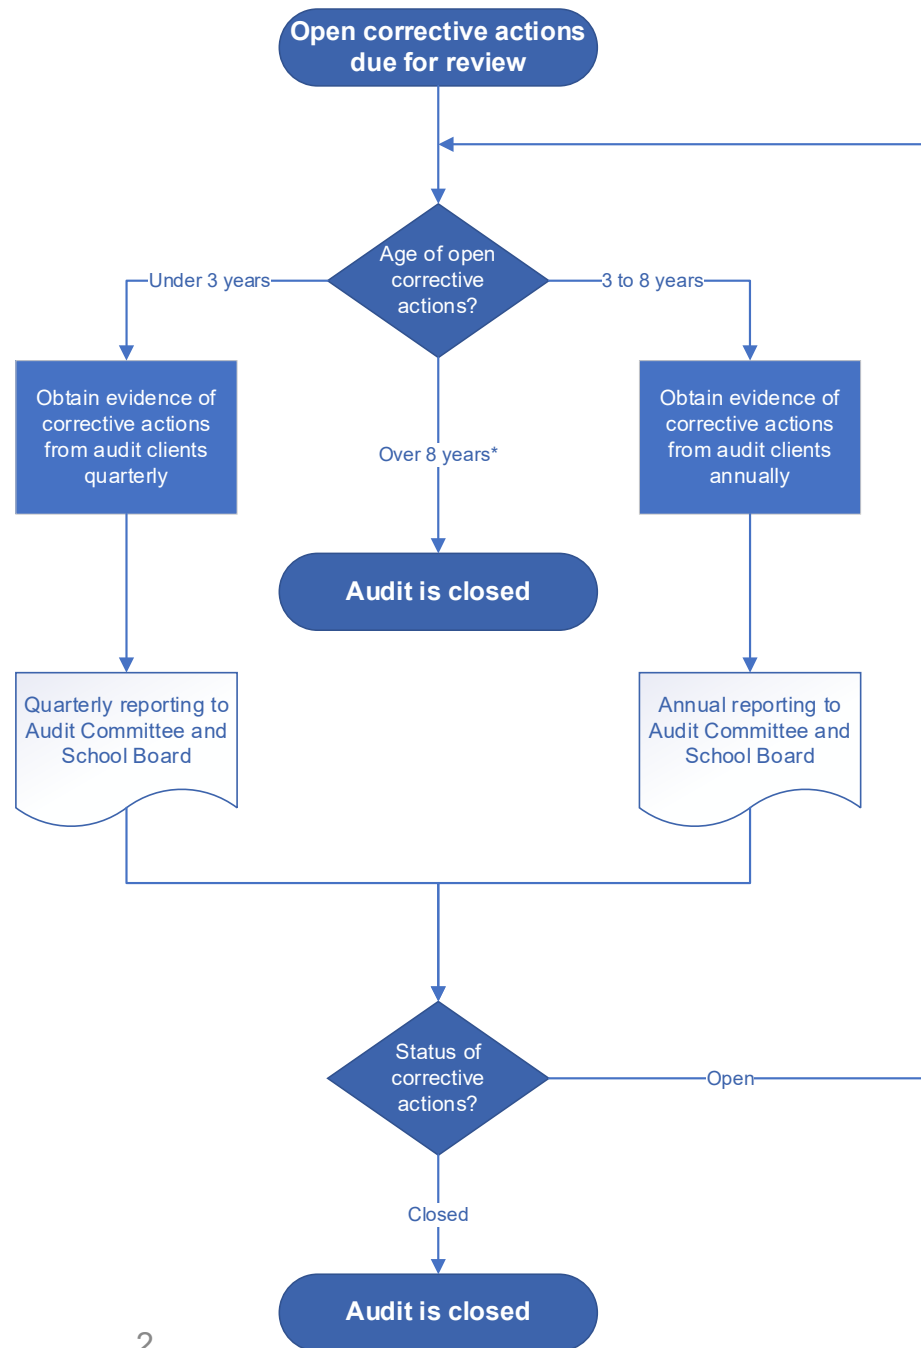 Open corrective actions
due for review
Age of open
corrective
actions?
Under 3 years
3 to 8 years
Obtain evidence of
corrective actions
from audit clients
quarterly
Over 8 years*
Obtain evidence of
corrective actions
from audit clients
annually
Audit is closed
Quarterly reporting to
Audit Committee and
School Board
Annual reporting to
Audit Committee and
School Board
Status of
corrective
actions?
Open
Closed
Audit is closed
2